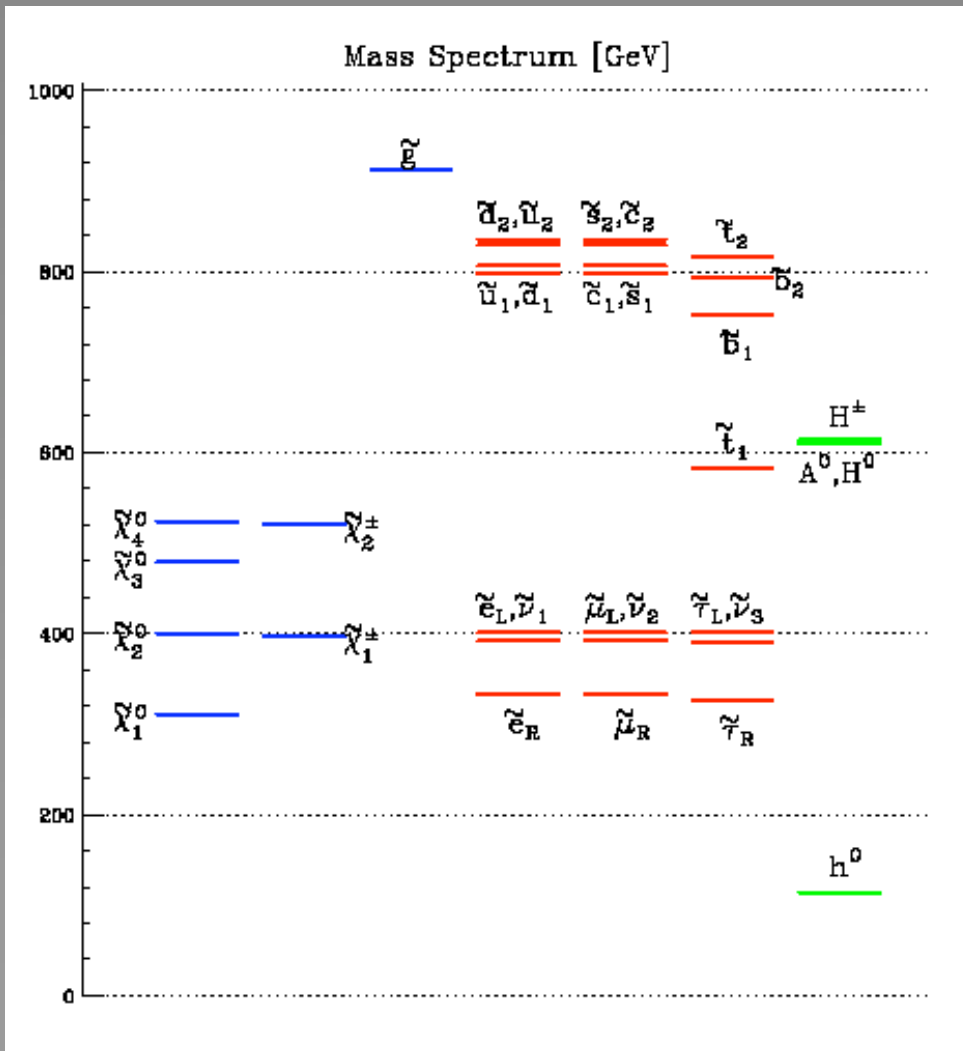 Mass Spectrum [GeV]
1000
g̃
d̃₂,ũ₂ s̃₂,c̃₂
t̃₂
800
b̃₂
ũ₁,d̃₁ c̃₁,s̃₁
b̃₁
H±
t̃₁
600
A⁰,H⁰
χ̃⁰₄ χ̃±₂
χ̃⁰₃
ẽL,ν̃₁ μ̃L,ν̃₂ τ̃L,ν̃₃
400
χ̃⁰₂ χ̃±₁
χ̃⁰₁
ẽR μ̃R τ̃R
200
h⁰
0